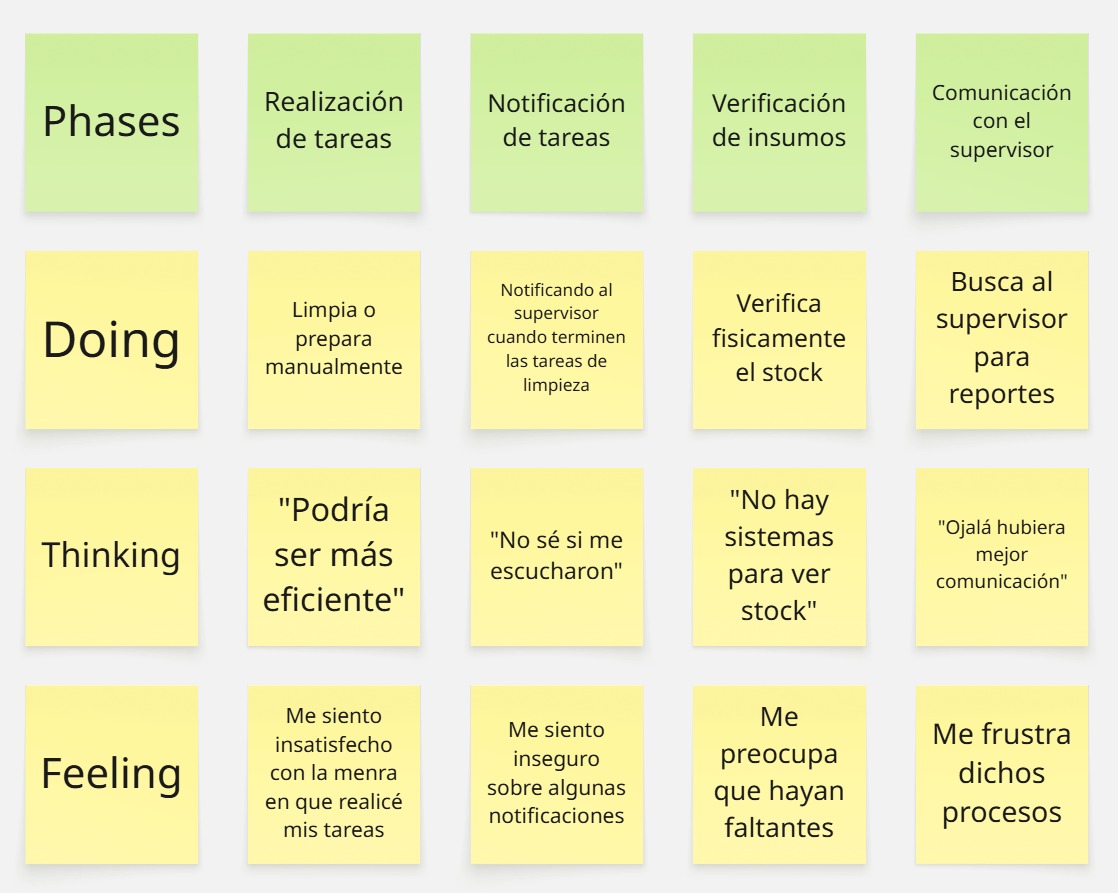 Phases
Realización
de tareas
Notificación
de tareas
Verificación
de insumos
Comunicación
con el
supervisor
Doing
Limpia o
prepara
manualmente
Notificando al
supervisor
cuando terminen
las tareas de
limpieza
Verifica
fisicamente
el stock
Busca al
supervisor
para
reportes
Thinking
"Podría
ser más
eficiente"
"No sé si me
escucharon"
"No hay
sistemas
para ver
stock"
"Ojalá hubiera
mejor
comunicación"
Feeling
Me siento
insatisfecho
con la menra
en que realicé
mis tareas
Me siento
inseguro
sobre algunas
notificaciones
Me
preocupa
que hayan
faltantes
Me frustra
dichos
procesos